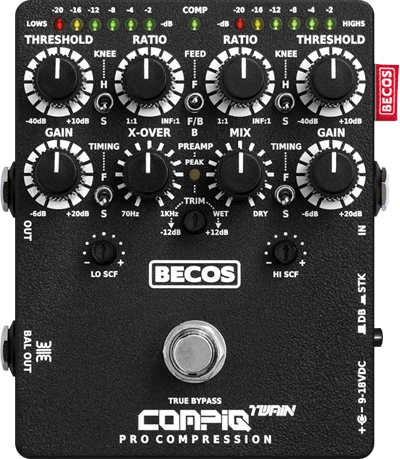 COMP
-20 -16 -12 -8 -4 -2 -dB -dB -20 -16 -12 -8 -4 -2
LOWS HIGHS
THRESHOLD KNEE RATIO FEED RATIO KNEE THRESHOLD
H F H
-40dB +10dB S 1:1 INF:1 F/B 1:1 INF:1 S -40dB +10dB
B
GAIN TIMING X-OVER PREAMP MIX TIMING GAIN
PEAK
F F
-6dB +20dB S 70Hz 1KHz TRIM WET DRY S -6dB +20dB
-12dB +12dB
OUT IN
- + - +
LO SCF HI SCF
BECOS
BECOS
DB STK
BAL OUT
9-18VDC
+ -
TRUE BYPASS
COMPIQ TWAIN
PRO COMPRESSION